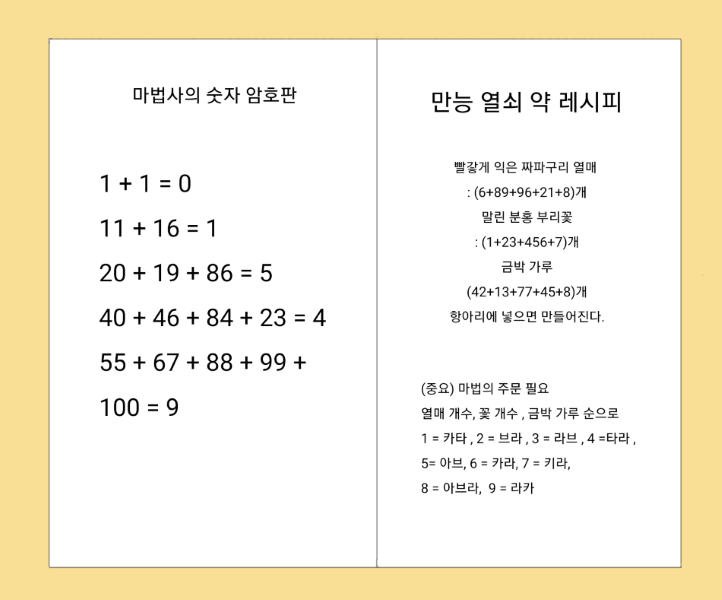 마법사의 숫자 암호판
1 + 1 = 0
11 + 16 = 1
20 + 19 + 86 = 5
40 + 46 + 84 + 23 = 4
55 + 67 + 88 + 99 +
100 = 9
만능 열쇠 약 레시피
빨갛게 익은 짜파구리 열매
: (6+89+96+21+8)개
말린 분홍 부리꽃
: (1+23+456+7)개
금박 가루
(42+13+77+45+8)개
항아리에 넣으면 만들어진다.
(중요) 마법의 주문 필요
열매 개수, 꽃 개수 , 금박 가루 순으로
1 = 카타 , 2 = 브라 , 3 = 라브 , 4 =타라 ,
5= 아브, 6 = 카라, 7 = 키라,
8 = 아브라,  9 = 라카